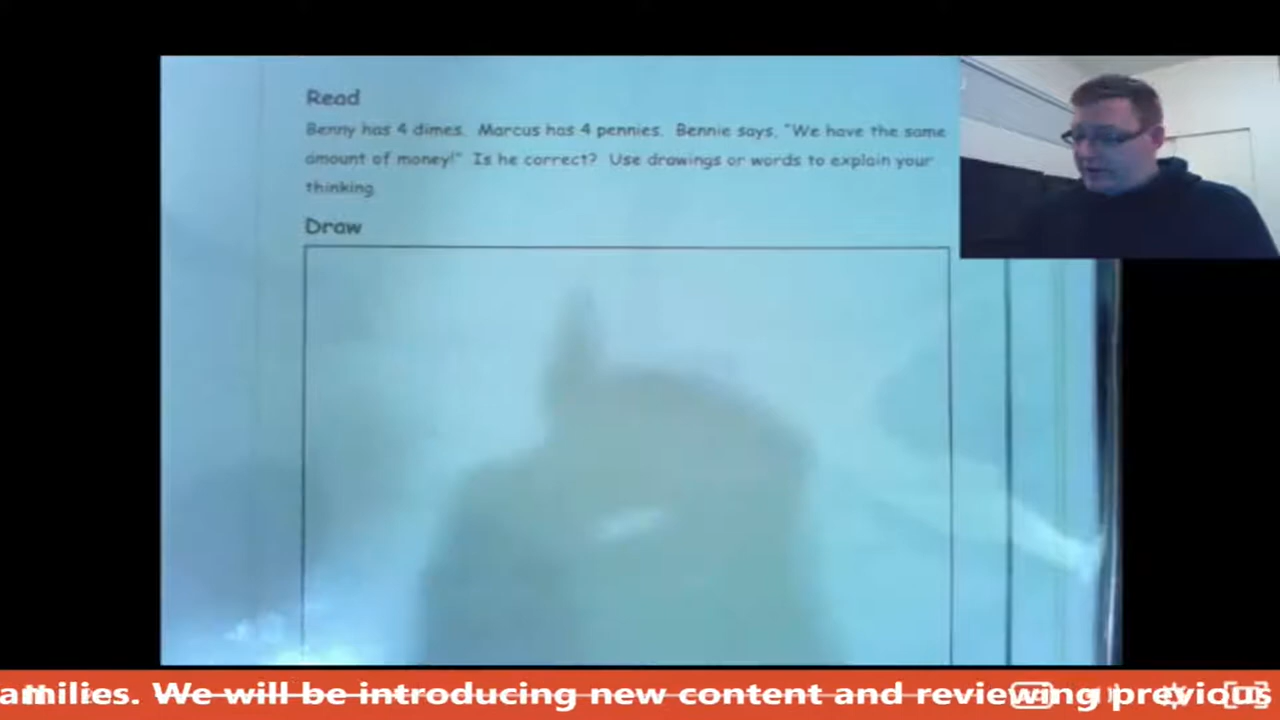 Read
Benny has 4 dimes. Marcus has 4 pennies. Bennie says, "We have the same
amount of money!" Is he correct? Use drawings or words to explain your
thinking.
Draw
amilies. We will be introducing new content and reviewing previous